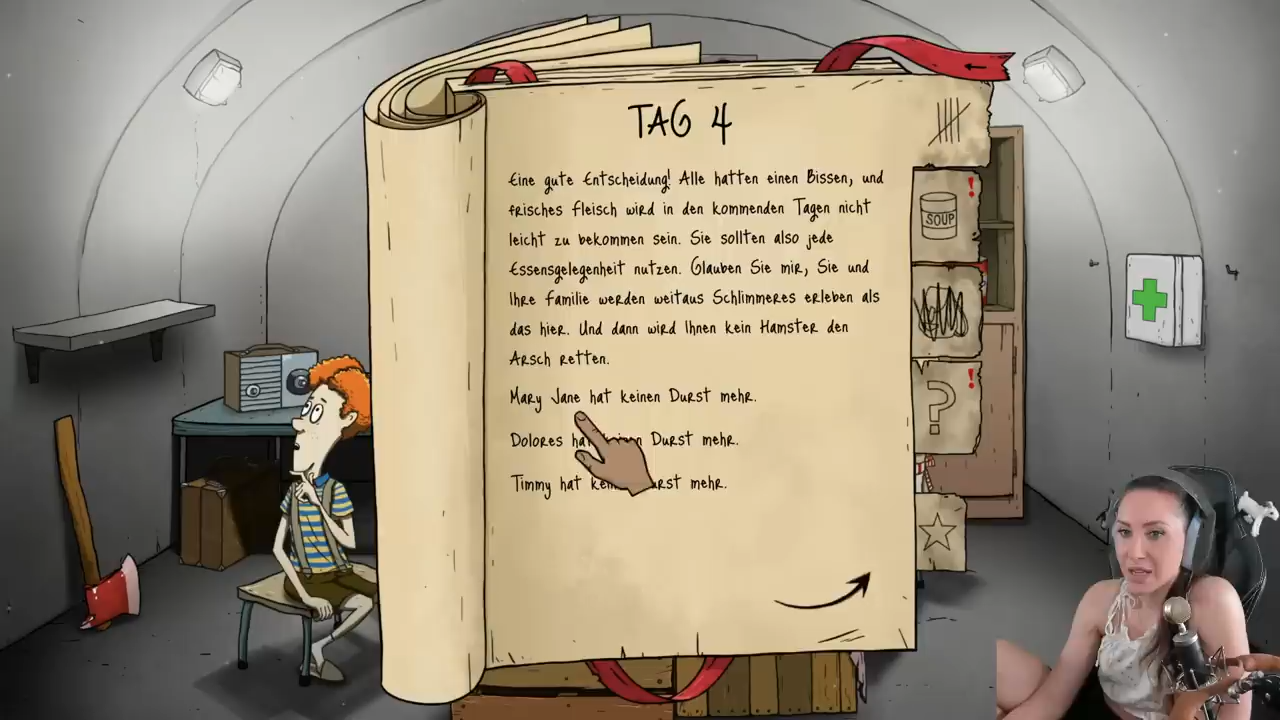 TAG 4
Eine gute Entscheidung! Alle hatten einen Bissen, und
frisches Fleisch wird in den kommenden Tagen nicht
leicht zu bekommen sein. Sie sollten also jede
Essensgelegenheit nutzen. Glauben Sie mir, Sie und
Ihre Familie werden weitaus Schlimmeres erleben als
das hier. Und dann wird Ihnen kein Hamster den
Arsch retten.
Mary Jane hat keinen Durst mehr.
Dolores Durst mehr.
Timmy hat mehr.
SOUP
!
?
!